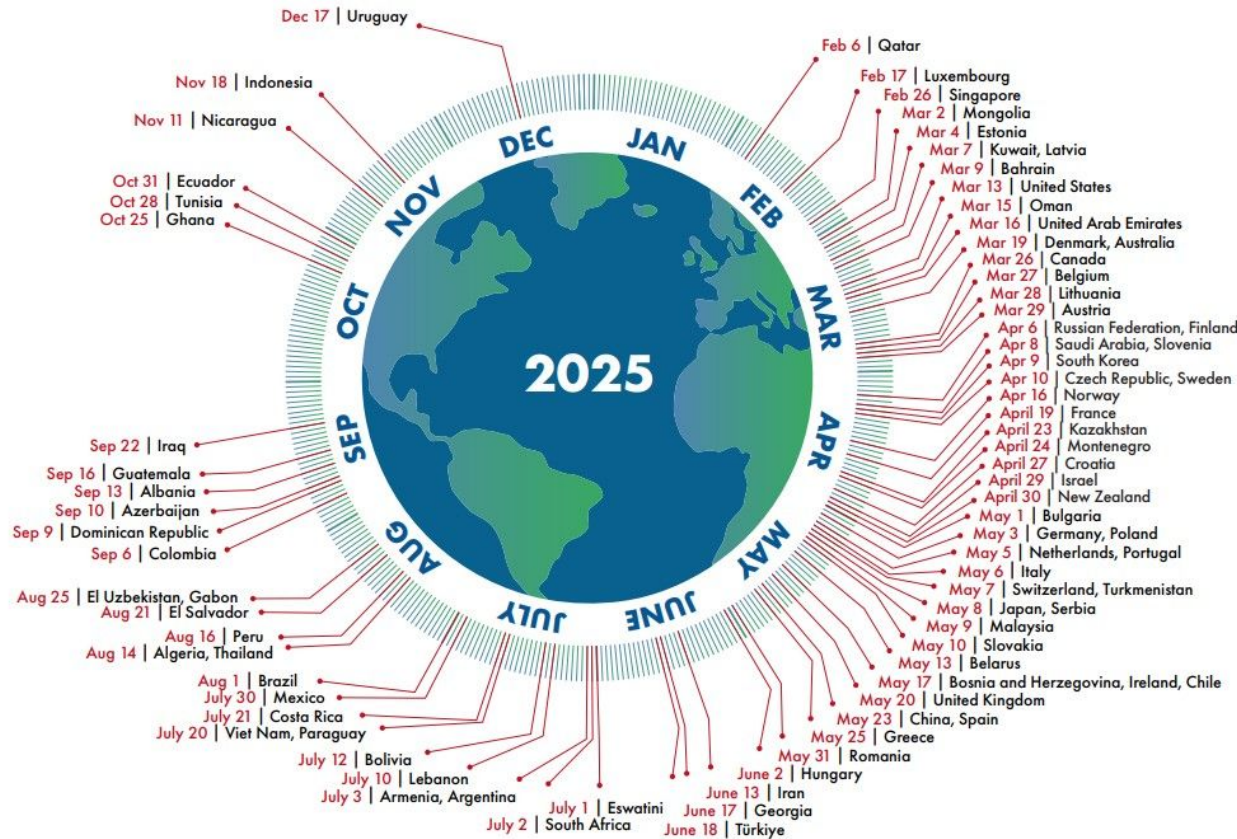 Dec 17 | Uruguay
Nov 18 | Indonesia
Nov 11 | Nicaragua
Oct 31 | Ecuador
Oct 28 | Tunisia
Oct 25 | Ghana
Sep 22 | Iraq
Sep 16 | Guatemala
Sep 13 | Albania
Sep 10 | Azerbaijan
Sep 9 | Dominican Republic
Sep 6 | Colombia
Aug 25 | El Uzbekistan, Gabon
Aug 21 | El Salvador
Aug 16 | Peru
Aug 14 | Algeria, Thailand
Aug 1 | Brazil
July 30 | Mexico
July 21 | Costa Rica
July 20 | Viet Nam, Paraguay
July 12 | Bolivia
July 10 | Lebanon
July 3 | Armenia, Argentina
July 1 | Eswatini
July 2 | South Africa
JAN
FEB
MAR
APR
MAY
JUNE
JULY
AUG
SEP
OCT
NOV
DEC
2025
Feb 6 | Qatar
Feb 17 | Luxembourg
Feb 26 | Singapore
Mar 2 | Mongolia
Mar 4 | Estonia
Mar 7 | Kuwait, Latvia
Mar 9 | Bahrain
Mar 13 | United States
Mar 15 | Oman
Mar 16 | United Arab Emirates
Mar 19 | Denmark, Australia
Mar 26 | Canada
Mar 27 | Belgium
Mar 28 | Lithuania
Mar 29 | Austria
Apr 6 | Russian Federation, Finland
Apr 8 | Saudi Arabia, Slovenia
Apr 9 | South Korea
Apr 10 | Czech Republic, Sweden
Apr 16 | Norway
April 19 | France
April 23 | Kazakhstan
April 24 | Montenegro
April 27 | Croatia
April 29 | Israel
April 30 | New Zealand
May 1 | Bulgaria
May 3 | Germany, Poland
May 5 | Netherlands, Portugal
May 6 | Italy
May 7 | Switzerland, Turkmenistan
May 8 | Japan, Serbia
May 9 | Malaysia
May 10 | Slovakia
May 13 | Belarus
May 17 | Bosnia and Herzegovina, Ireland, Chile
May 20 | United Kingdom
May 23 | China, Spain
May 25 | Greece
May 31 | Romania
June 2 | Hungary
June 13 | Iran
June 17 | Georgia
June 18 | Türkiye